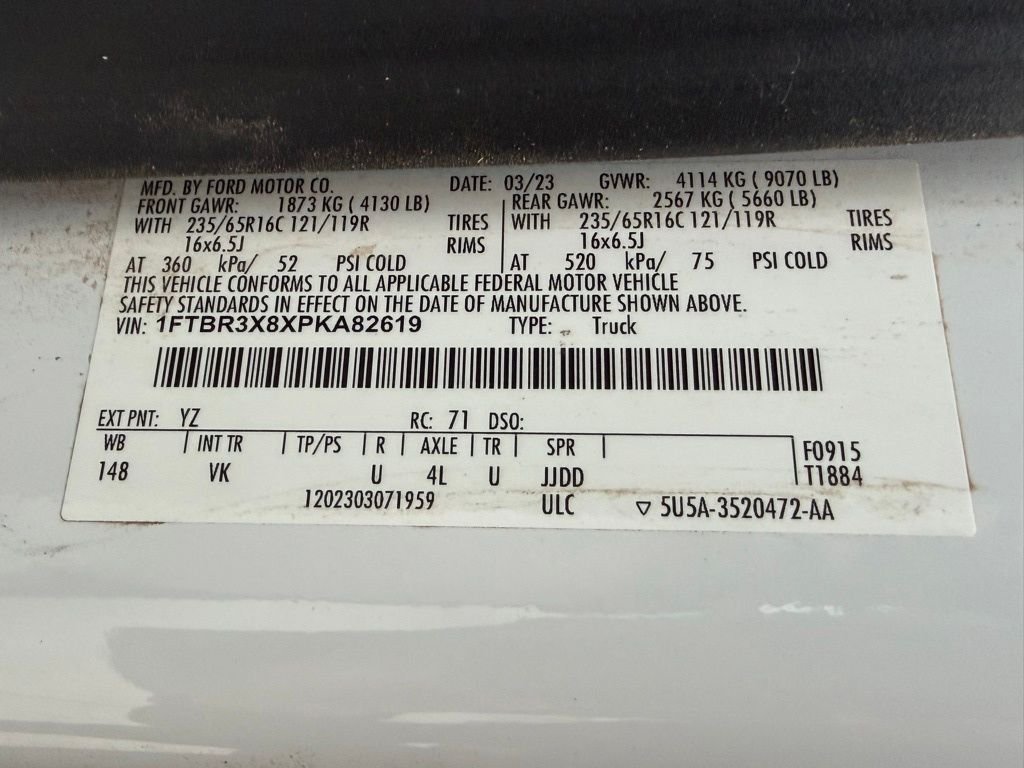 MFD. BY FORD MOTOR CO. DATE: 03/23 GVWR: 4114 KG ( 9070 LB)
FRONT GAWR: 1873 KG ( 4130 LB) REAR GAWR: 2567 KG ( 5660 LB)
WITH 235/65R16C 121/119R TIRES WITH 235/65R16C 121/119R TIRES
16x6.5J RIMS 16x6.5J RIMS
AT 360 kPa/ 52 PSI COLD AT 520 kPa/ 75 PSI COLD
THIS VEHICLE CONFORMS TO ALL APPLICABLE FEDERAL MOTOR VEHICLE
SAFETY STANDARDS IN EFFECT ON THE DATE OF MANUFACTURE SHOWN ABOVE.
VIN: 1FTBR3X8XPKA82619 TYPE: Truck
EXT PNT: YZ RC: 71 DSO:
WB INT TR TP/PS R AXLE TR SPR F0915
148 VK U 4L U JJDD T1884
1202303071959 ULC ▽ 5U5A-3520472-AA